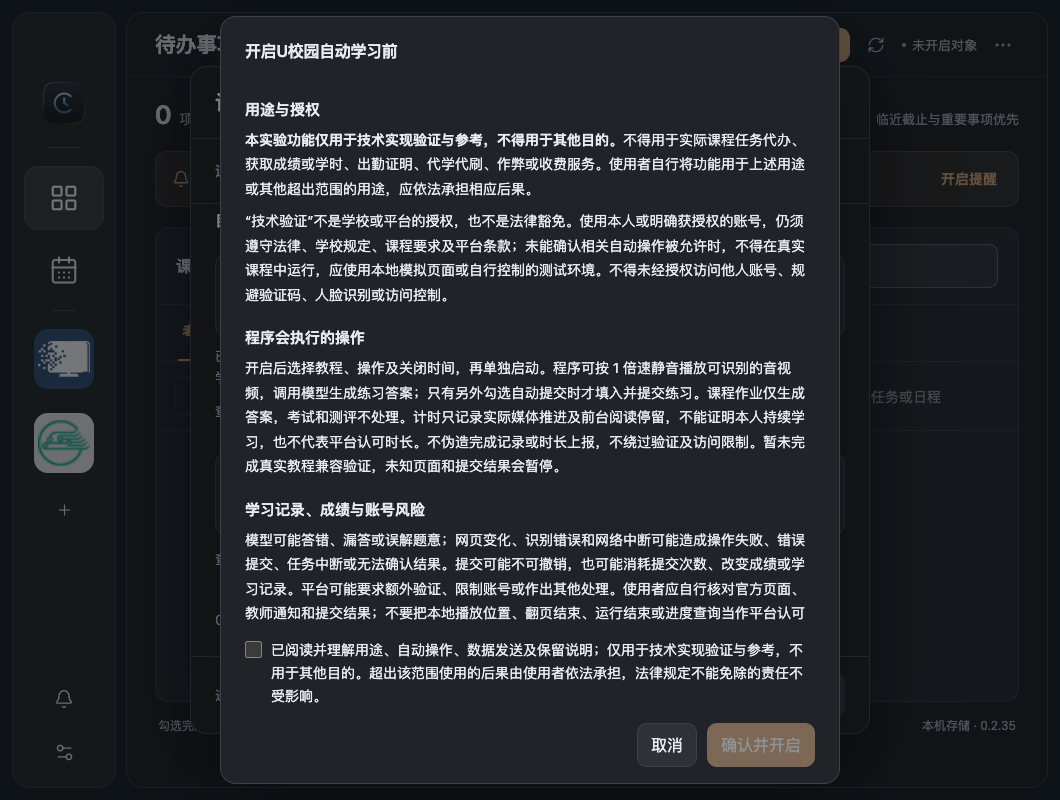 待办事
未开启对象
0 项
临近截止与重要事项优先
开启提醒
课
任务或日程
勾选完
本机存储 · 0.2.35
开启U校园自动学习前
用途与授权
本实验功能仅用于技术实现验证与参考，不得用于其他目的。不得用于实际课程任务代办、
获取成绩或学时、出勤证明、代学代刷、作弊或收费服务。使用者自行将功能用于上述用途
或其他超出范围的用途，应依法承担相应后果。
“技术验证”不是学校或平台的授权，也不是法律豁免。使用本人或明确获授权的账号，仍须
遵守法律、学校规定、课程要求及平台条款；未能确认相关自动操作被允许时，不得在真实
课程中运行，应使用本地模拟页面或自行控制的测试环境。不得未经授权访问他人账号、规
避验证码、人脸识别或访问控制。
程序会执行的操作
开启后选择教程、操作及关闭时间，再单独启动。程序可按 1 倍速静音播放可识别的音视
频，调用模型生成练习答案；只有另外勾选自动提交时才填入并提交练习。课程作业仅生成
答案，考试和测评不处理。计时只记录实际媒体推进及前台阅读停留，不能证明本人持续学
习，也不代表平台认可时长。不伪造完成记录或时长上报，不绕过验证及访问限制。暂未完
成真实教程兼容验证，未知页面和提交结果会暂停。
学习记录、成绩与账号风险
模型可能答错、漏答或误解题意；网页变化、识别错误和网络中断可能造成操作失败、错误
提交、任务中断或无法确认结果。提交可能不可撤销，也可能消耗提交次数、改变成绩或学
习记录。平台可能要求额外验证、限制账号或作出其他处理。使用者应自行核对官方页面、
教师通知和提交结果；不要把本地播放位置、翻页结束、运行结束或进度查询当作平台认可
已阅读并理解用途、自动操作、数据发送及保留说明；仅用于技术实现验证与参考，不
用于其他目的。超出该范围使用的后果由使用者依法承担，法律规定不能免除的责任不
受影响。
取消
确认并开启